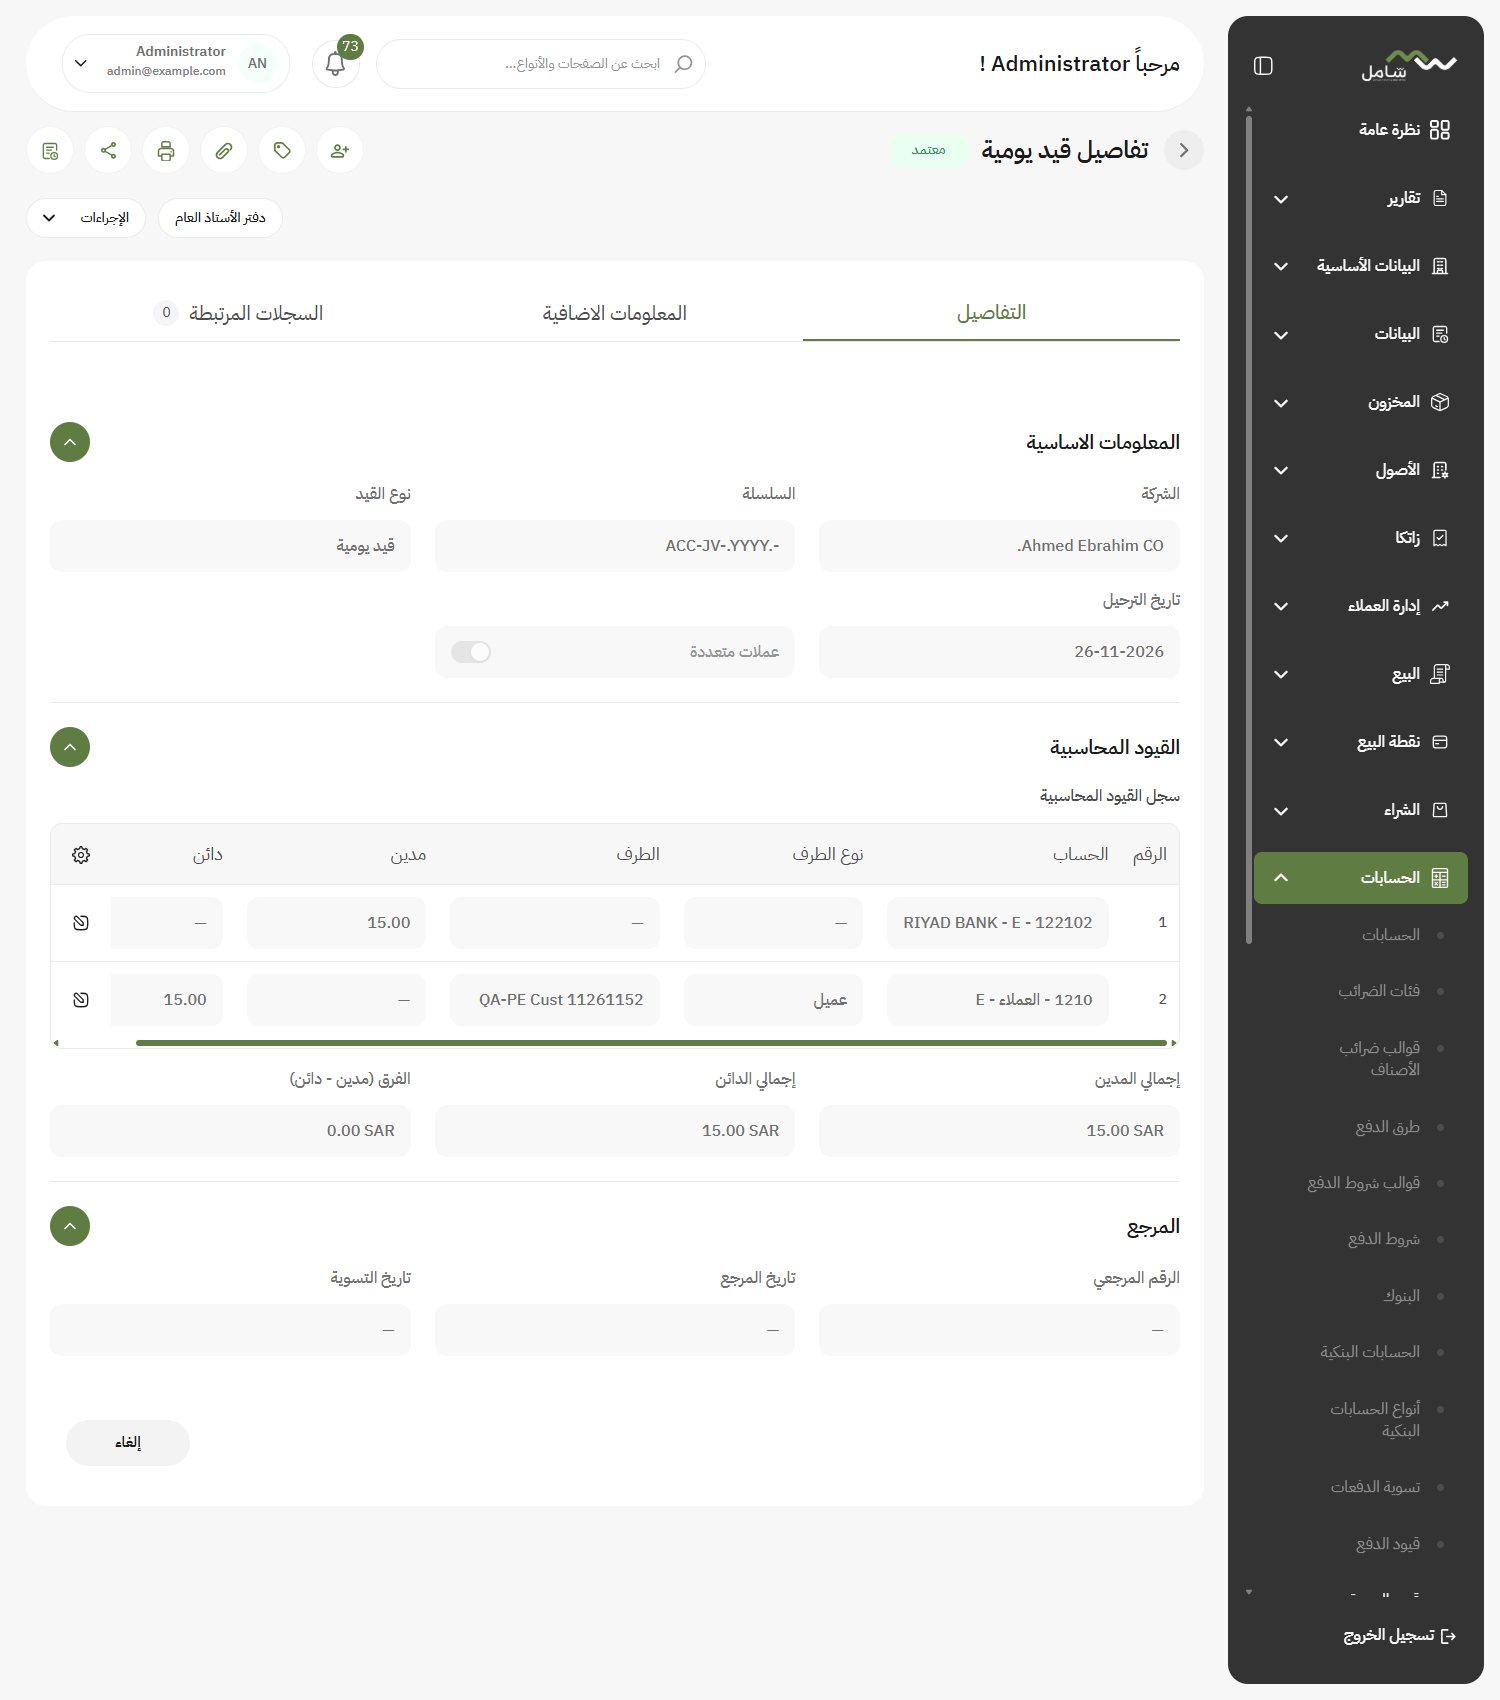 شامل
نظرة عامة
تقارير
البيانات الأساسية
البيانات
المخزون
الأصول
زاتكا
إدارة العملاء
البيع
نقطة البيع
الشراء
الحسابات
الحسابات
فئات الضرائب
قوالب ضرائب
الأصناف
طرق الدفع
قوالب شروط الدفع
شروط الدفع
البنوك
الحسابات البنكية
أنواع الحسابات
البنكية
تسوية الدفعات
قيود الدفع
تسجيل الخروج
مرحباً Administrator !
ابحث عن الصفحات والأنواع...
73
AN
Administrator
admin@example.com
تفاصيل قيد يومية
معتمد
دفتر الأستاذ العام
الإجراءات
التفاصيل
المعلومات الاضافية
السجلات المرتبطة 0
المعلومات الاساسية
الشركة
السلسلة
نوع القيد
Ahmed Ebrahim CO.
ACC-JV-.YYYY.-
قيد يومية
تاريخ الترحيل
26-11-2026
عملات متعددة
القيود المحاسبية
سجل القيود المحاسبية
الرقم الحساب نوع الطرف الطرف مدين دائن
1 RIYAD BANK - E - 122102 — — 15.00 —
2 1210 - العملاء - E عميل QA-PE Cust 11261152 — 15.00
إجمالي المدين
إجمالي الدائن
الفرق (مدين - دائن)
15.00 SAR
15.00 SAR
0.00 SAR
المرجع
الرقم المرجعي
تاريخ المرجع
تاريخ التسوية
—
—
—
إلغاء